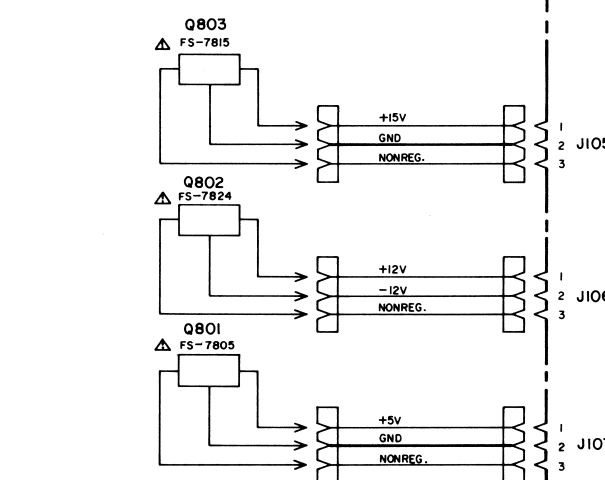 Q803
FS-7815
+15V
GND
NONREG.
1
2
3
J105
Q802
FS-7824
+12V
-12V
NONREG.
1
2
3
J106
Q801
FS-7805
+5V
GND
NONREG.
1
2
3
J107